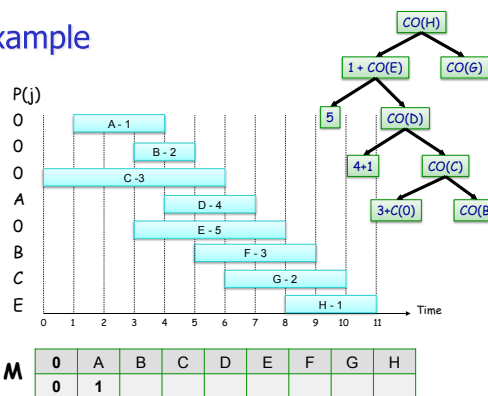 xample
CO(H)
1 + CO(E) CO(G)
5 CO(D)
4+1 CO(C)
3+C(0) CO(B
P(j)
0 A - 1
0 B - 2
0 C -3
A D - 4
0 E - 5
B F - 3
C G - 2
E H - 1
Time
0 1 2 3 4 5 6 7 8 9 10 11
M
0 A B C D E F G H
0 1